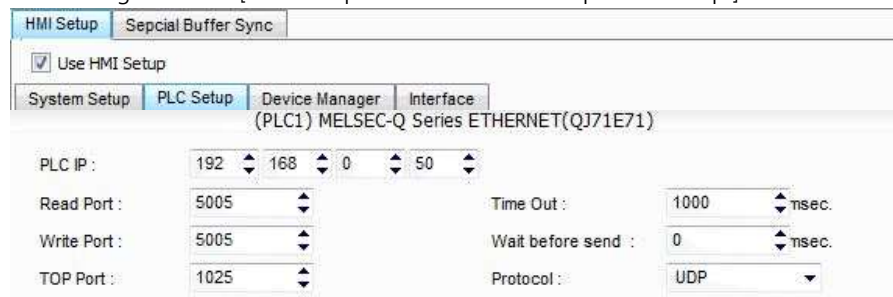 HMI Setup Sepcial Buffer Sync
Use HMI Setup
System Setup PLC Setup Device Manager Interface
(PLC1) MELSEC-Q Series ETHERNET(QJ71E71)
PLC IP : 192 168 0 50
Read Port : 5005 Time Out : 1000 msec.
Write Port : 5005 Wait before send : 0 msec.
TOP Port : 1025 Protocol : UDP